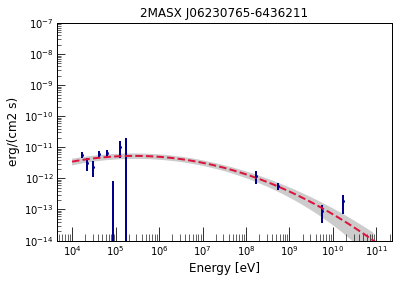 2MASX J06230765-6436211
erg/(cm2 s)
10⁻⁷
10⁻⁸
10⁻⁹
10⁻¹⁰
10⁻¹¹
10⁻¹²
10⁻¹³
10⁻¹⁴
10⁴ 10⁵ 10⁶ 10⁷ 10⁸ 10⁹ 10¹⁰ 10¹¹
Energy [eV]